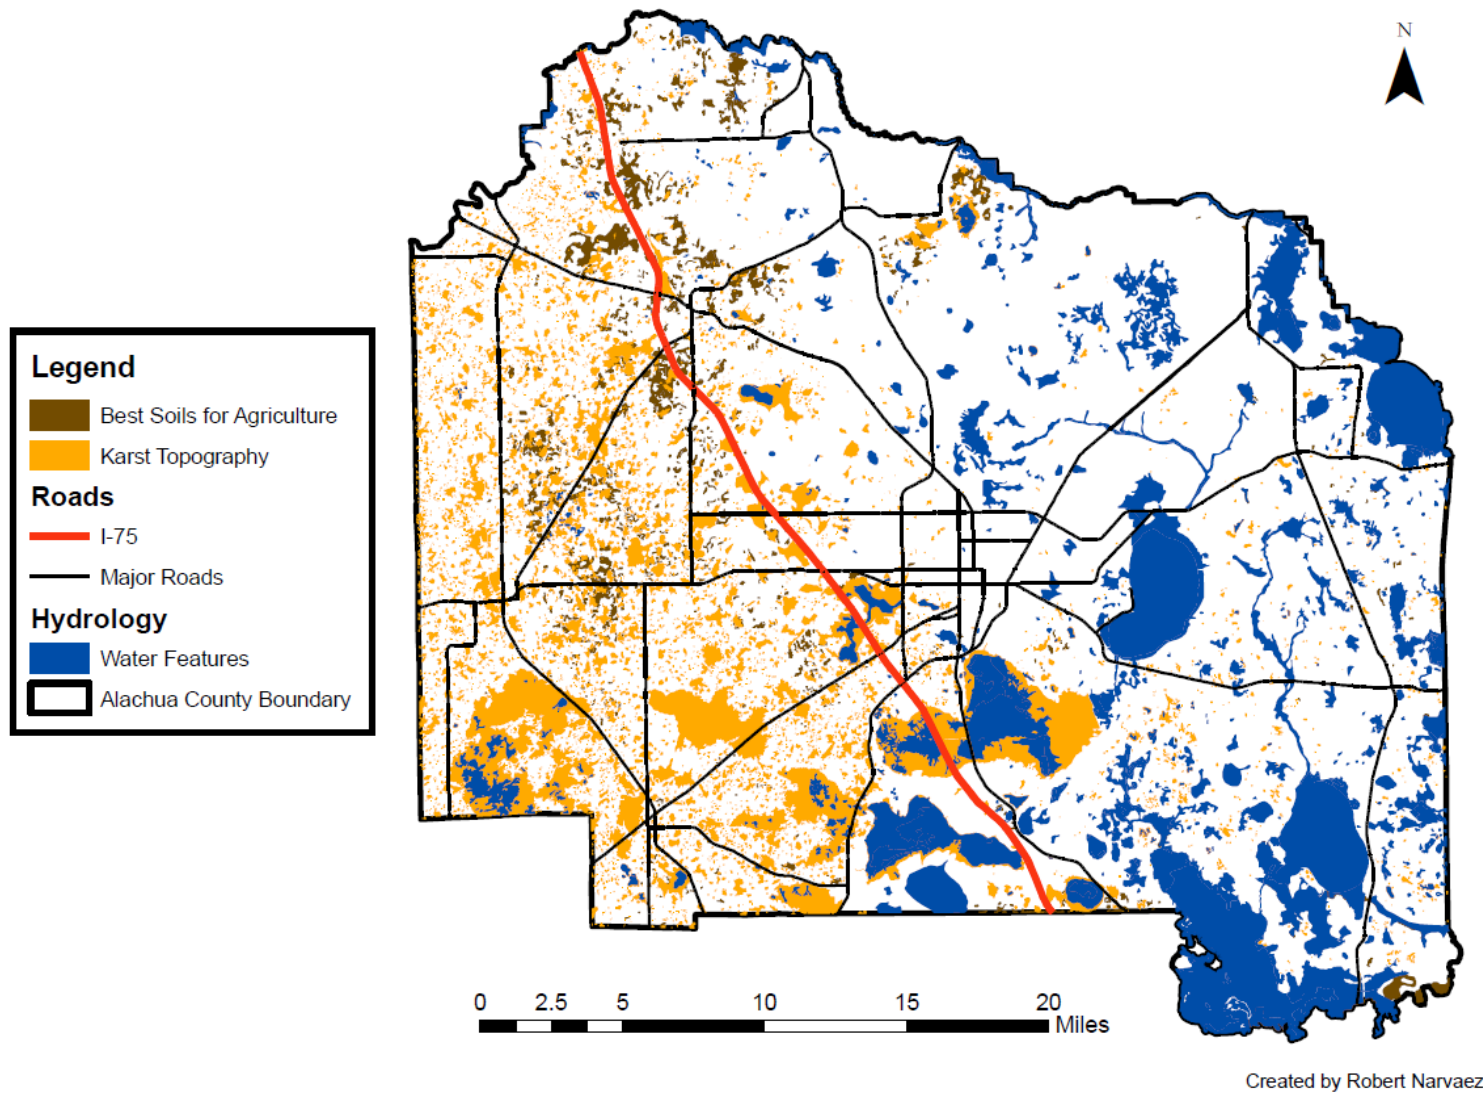 N
Legend
Best Soils for Agriculture
Karst Topography
Roads
I-75
Major Roads
Hydrology
Water Features
Alachua County Boundary
0 2.5 5 10 15 20
Miles
Created by Robert Narvaez